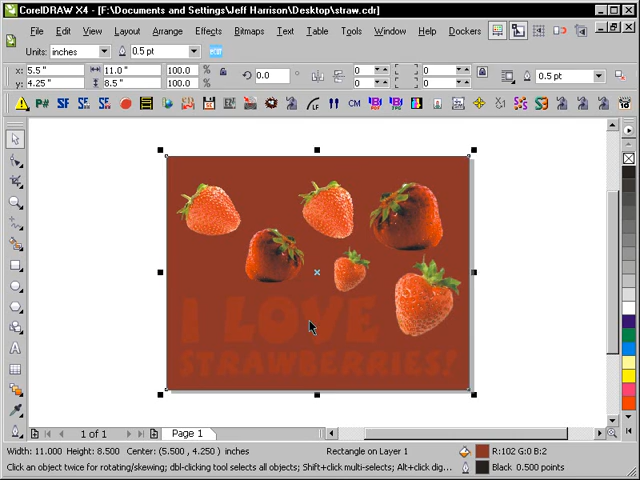 CorelDRAW X4 - [F:\Documents and Settings\Jeff Harrison\Desktop\straw.cdr]
File Edit View Layout Arrange Effects Bitmaps Text Table Tools Window Help Dockers
Units: inches 0.5 pt
x: 5.5 " 11.0 " 100.0 % 0.0 ° 0 0 0.5 pt
y: 4.25 " 8.5 " 100.0 % 0 0
P# SF CM
I LOVE
STRAWBERRIES!
1 of 1 Page 1
Width: 11.000 Height: 8.500 Center: (5.500 , 4.250 ) inches Rectangle on Layer 1 R:102 G:0 B:2
Click an object twice for rotating/skewing; dbl-clicking tool selects all objects; Shift+click multi-selects; Alt+click dig... Black 0.500 points